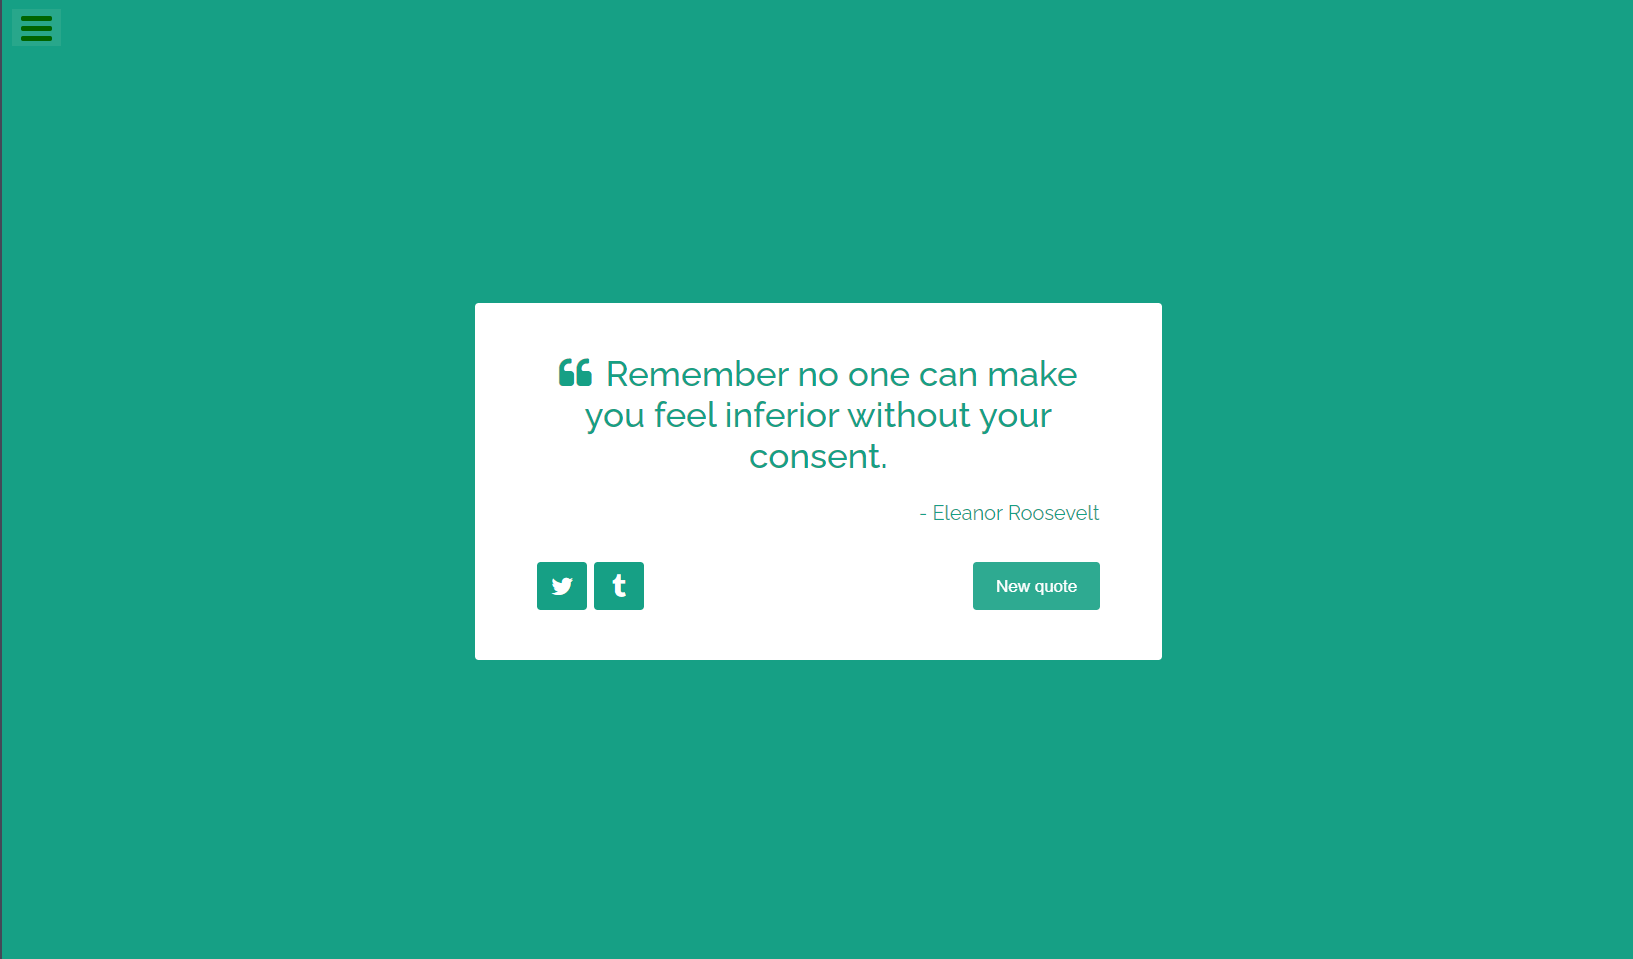 Remember no one can make
you feel inferior without your
consent.
- Eleanor Roosevelt
New quote